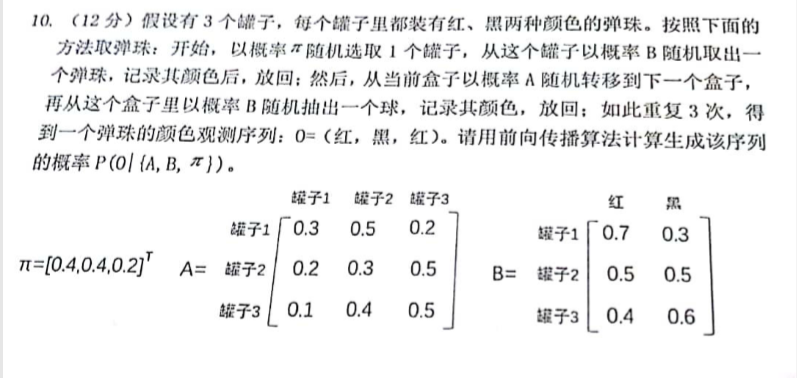 10. （12 分）假设有 3 个罐子，每个罐子里都装有红、黑两种颜色的弹珠。按照下面的
方法取弹珠：开始，以概率 π 随机选取 1 个罐子，从这个罐子以概率 B 随机取出一
个弹珠，记录其颜色后，放回；然后，从当前盒子以概率 A 随机转移到下一个盒子，
再从这个盒子里以概率 B 随机抽出一个球，记录其颜色，放回；如此重复 3 次，得
到一个弹珠的颜色观测序列：O=（红，黑，红）。请用前向传播算法计算生成该序列
的概率 P(O| {A, B, π})。
罐子1 罐子2 罐子3 红 黑
罐子1 0.3 0.5 0.2 罐子1 0.7 0.3
π=[0.4,0.4,0.2]ᵀ A= 罐子2 0.2 0.3 0.5 B= 罐子2 0.5 0.5
罐子3 0.1 0.4 0.5 罐子3 0.4 0.6